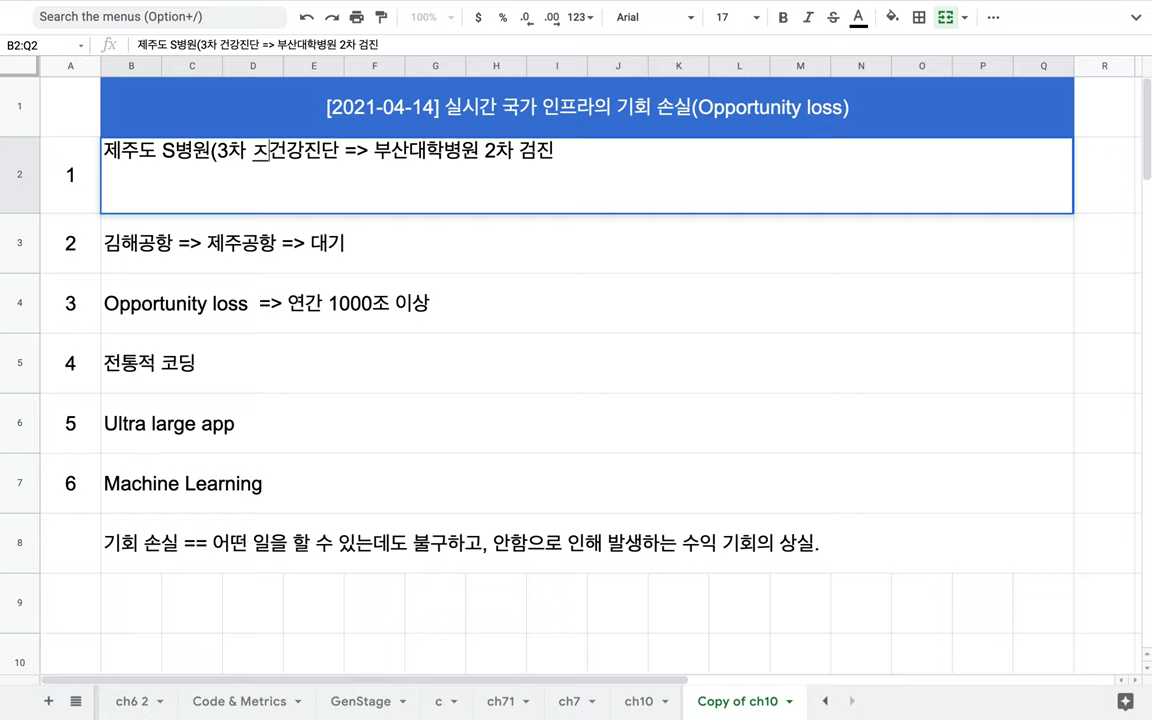 Search the menus (Option+/)
100%
$ % .0 .00 123
Arial
17
B I S A
B2:Q2
fx 제주도 S병원(3차 건강진단 => 부산대학병원 2차 검진
A B C D E F G H I J K L M N O P Q R
1 [2021-04-14] 실시간 국가 인프라의 기회 손실(Opportunity loss)
2 1 제주도 S병원(3차 ㅈ건강진단 => 부산대학병원 2차 검진
3 2 김해공항 => 제주공항 => 대기
4 3 Opportunity loss => 연간 1000조 이상
5 4 전통적 코딩
6 5 Ultra large app
7 6 Machine Learning
8 기회 손실 == 어떤 일을 할 수 있는데도 불구하고, 안함으로 인해 발생하는 수익 기회의 상실.
9
10
ch6 2 Code & Metrics GenStage c ch71 ch7 ch10 Copy of ch10